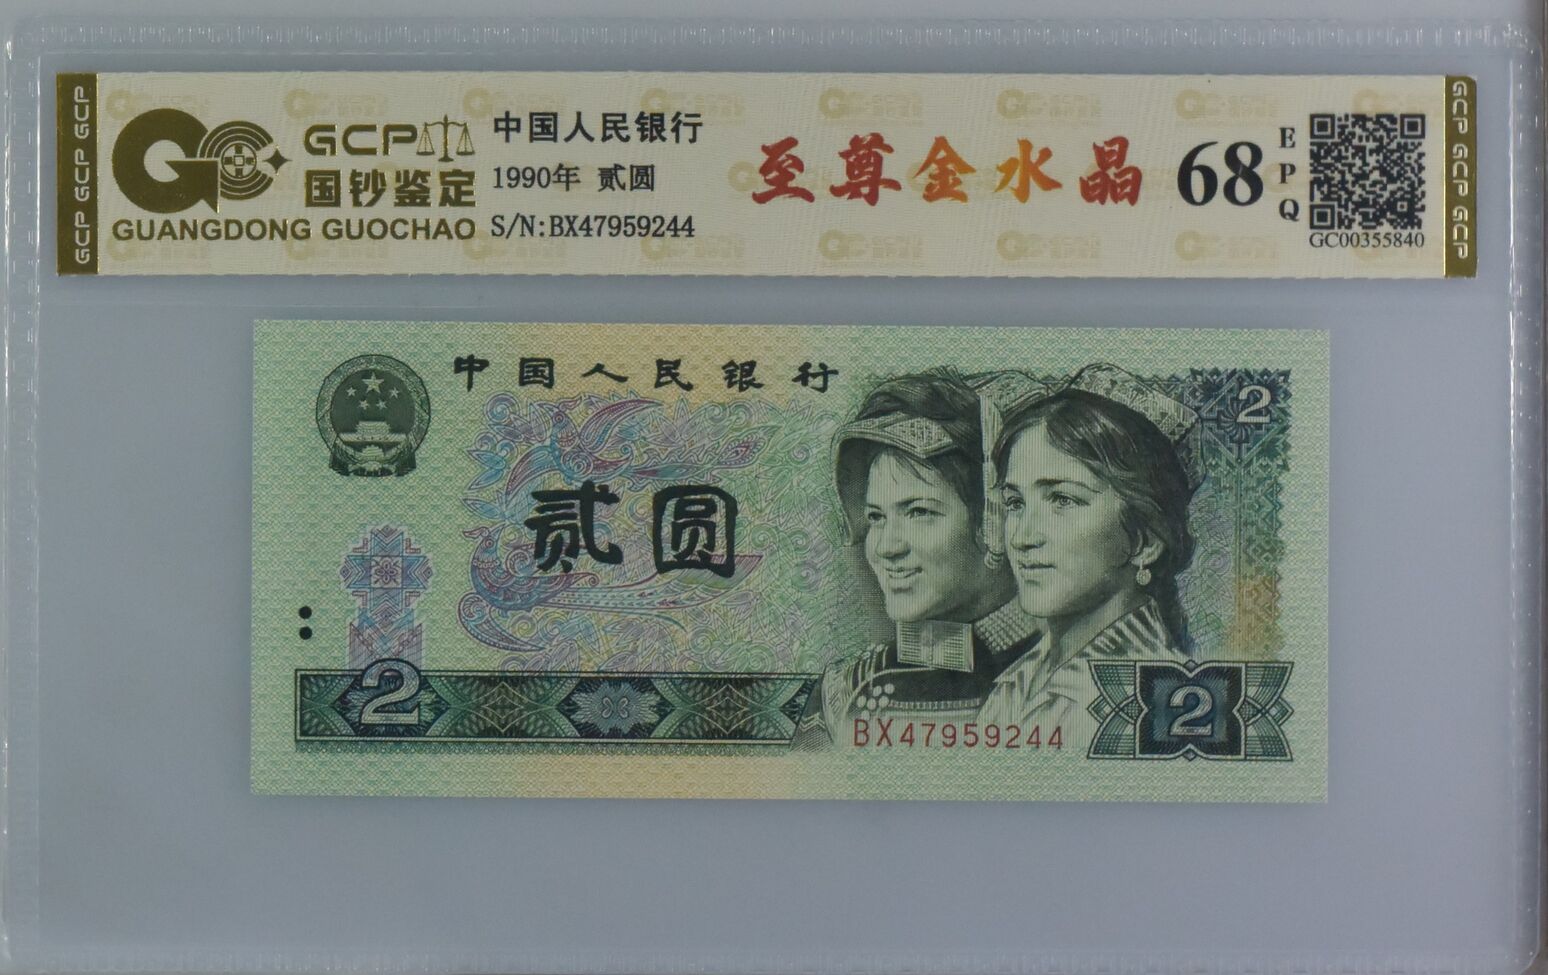 GCP GCP GCP
GCP
国钞鉴定
GUANGDONG GUOCHAO
中国人民银行
1990年 贰圆
S/N:BX47959244
至尊金水晶
68
EPQ
GC00355840
GCP GCP GCP
中国人民银行
2
贰圆
2
BX47959244
2